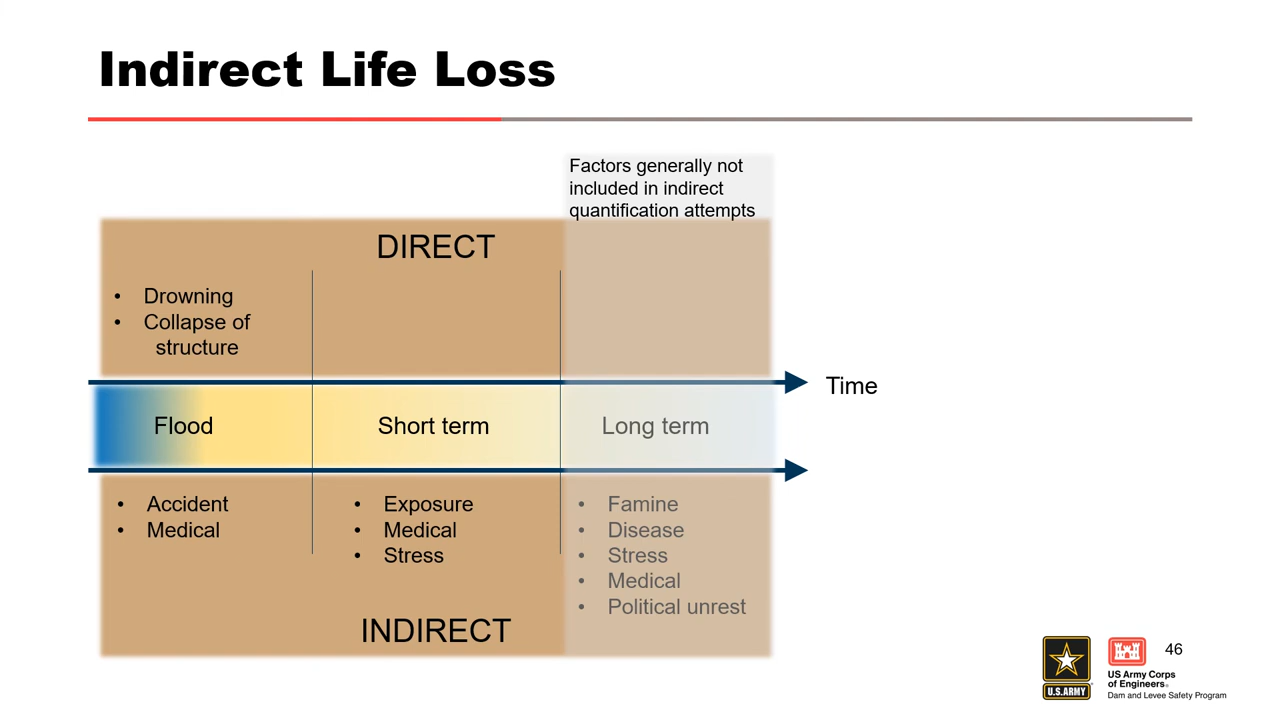 Indirect Life Loss
Factors generally not
included in indirect
quantification attempts
DIRECT
• Drowning
• Collapse of
structure
Time
Flood
Short term
Long term
• Accident
• Medical
• Exposure
• Medical
• Stress
• Famine
• Disease
• Stress
• Medical
• Political unrest
INDIRECT
U.S.ARMY
US Army Corps
of Engineers®
Dam and Levee Safety Program
46